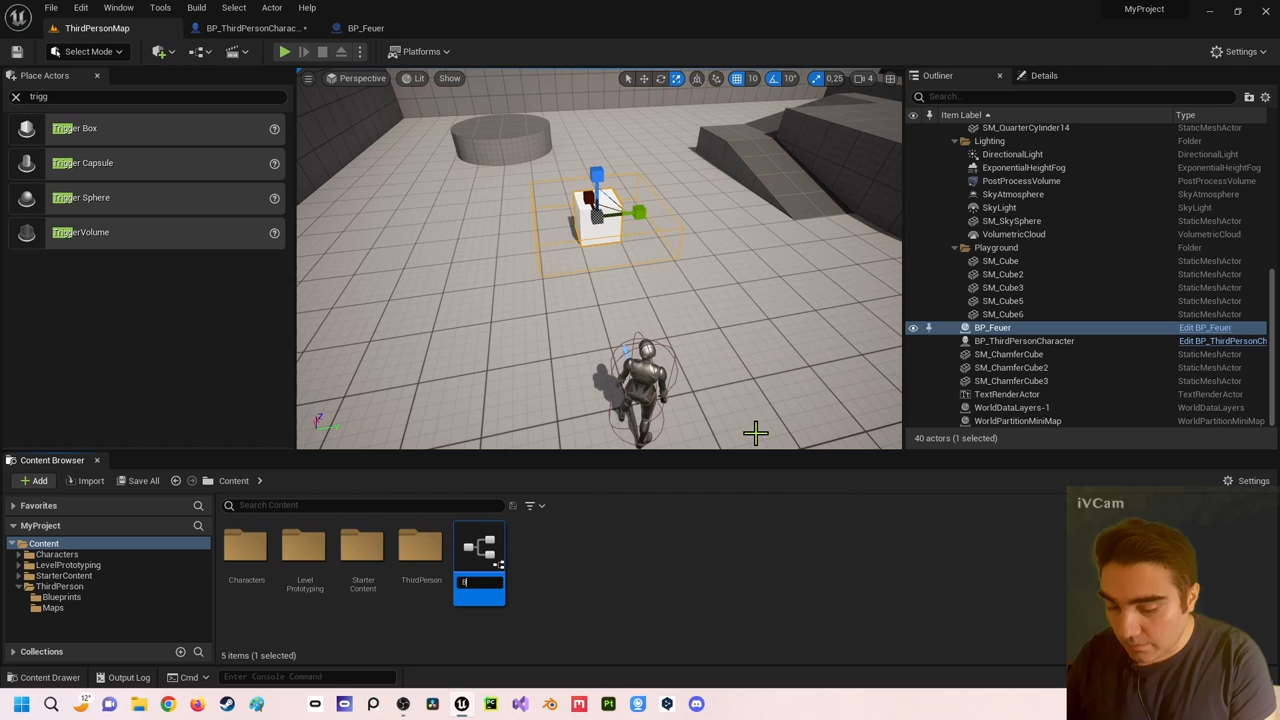 File Edit Window Tools Build Select Actor Help
MyProject
ThirdPersonMap
BP_ThirdPersonCharac...•
BP_Feuer
Select Mode
Platforms
Settings
Place Actors
trigg
Trigger Box
Trigger Capsule
Trigger Sphere
TriggerVolume
Perspective
Lit
Show
10
10°
0,25
4
Z
Outliner
Details
Search...
Item Label
Type
SM_QuarterCylinder14 StaticMeshActor
Lighting Folder
DirectionalLight DirectionalLight
ExponentialHeightFog ExponentialHeightFog
PostProcessVolume PostProcessVolume
SkyAtmosphere SkyAtmosphere
SkyLight SkyLight
SM_SkySphere StaticMeshActor
VolumetricCloud VolumetricCloud
Playground Folder
SM_Cube StaticMeshActor
SM_Cube2 StaticMeshActor
SM_Cube3 StaticMeshActor
SM_Cube5 StaticMeshActor
SM_Cube6 StaticMeshActor
BP_Feuer Edit BP_Feuer
BP_ThirdPersonCharacter Edit BP_ThirdPersonCh
SM_ChamferCube StaticMeshActor
SM_ChamferCube2 StaticMeshActor
SM_ChamferCube3 StaticMeshActor
TextRenderActor TextRenderActor
WorldDataLayers-1 WorldDataLayers
WorldPartitionMiniMap WorldPartitionMiniMap
40 actors (1 selected)
Content Browser
Add
Import
Save All
Content
Settings
Favorites
MyProject
Content
Characters
LevelPrototyping
StarterContent
ThirdPerson
Blueprints
Maps
Collections
Search Content
Characters
Level
Prototyping
Starter
Content
ThirdPerson
B
5 items (1 selected)
iVCam
Content Drawer
Output Log
Cmd
Enter Console Command
12°